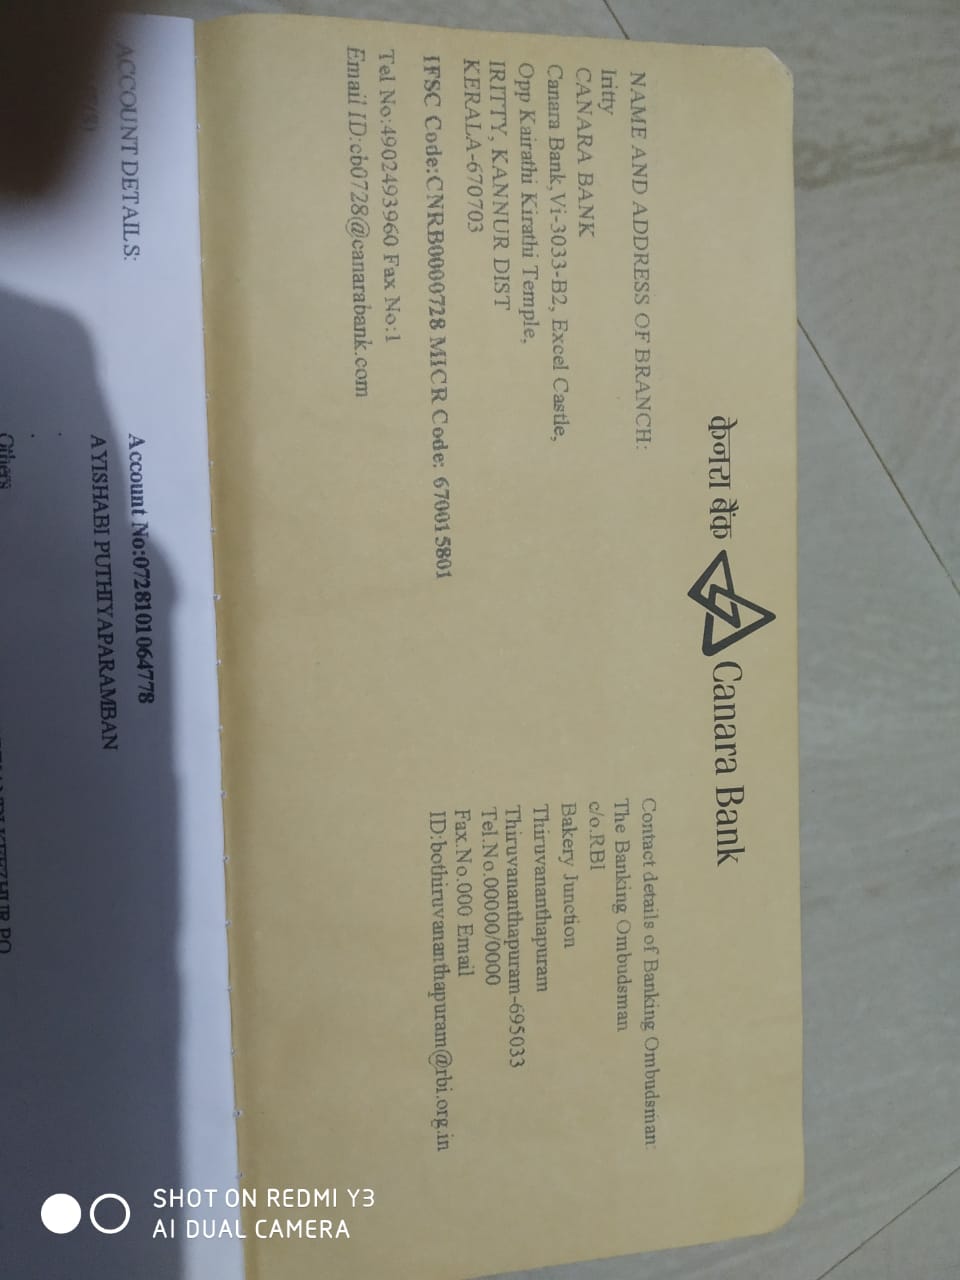 केनरा बैंक Canara Bank
NAME AND ADDRESS OF BRANCH:
Iritty
CANARA BANK
Canara Bank,Vi-3033-B2, Excel Castle,
Opp Kairathi Kirathi Temple,
IRITTY, KANNUR DIST
KERALA-670703
IFSC Code:CNRB0000728 MICR Code: 670015801
Tel No:4902493960 Fax No:1
Email ID:cb0728@canarabank.com
Contact details of Banking Ombudsman:
The Banking Ombudsman
c/o.RBI
Bakery Junction
Thiruvananthapuram
Thiruvananthapuram-695033
Tel.No.00000/0000
Fax.No.000 Email
ID:bothiruvananthapuram@rbi.org.in
ACCOUNT DETAILS:
Account No:0728101064778
AYISHABI PUTHIYAPARAMBAN
Others
KEEZHUR PO
SHOT ON REDMI Y3
AI DUAL CAMERA